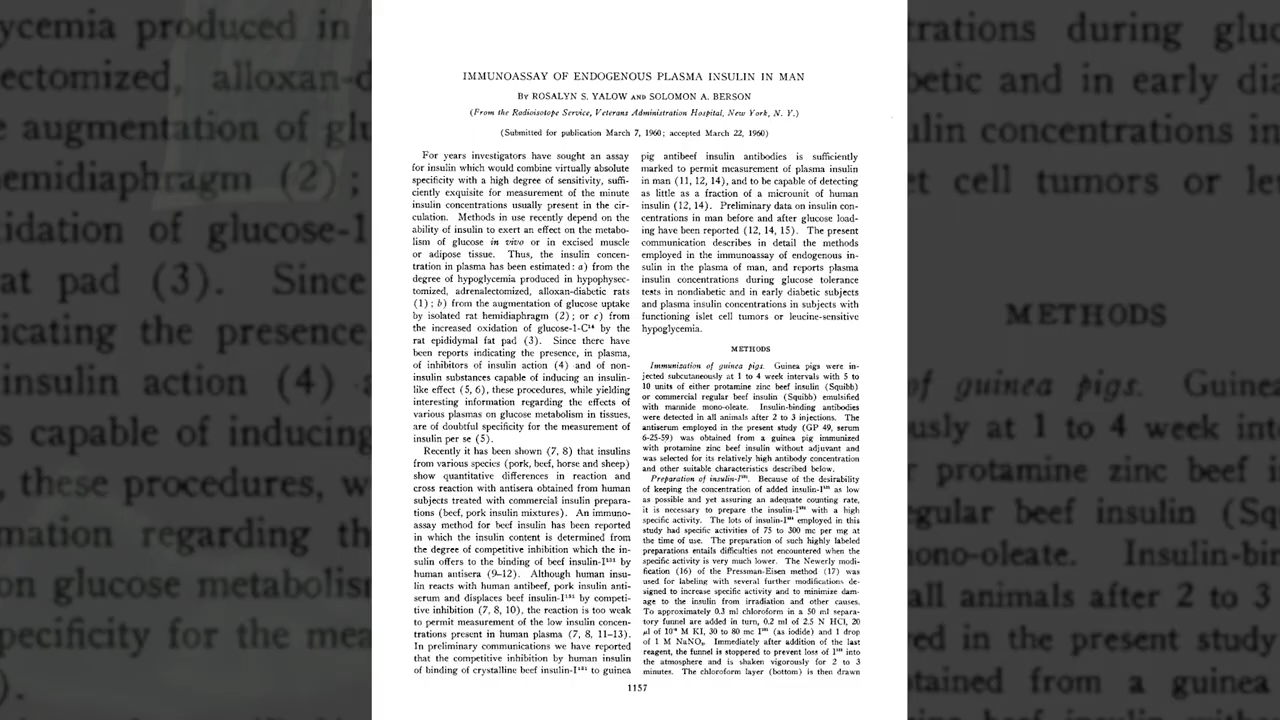 IMMUNOASSAY OF ENDOGENOUS PLASMA INSULIN IN MAN
By ROSALYN S. YALOW AND SOLOMON A. BERSON
(From the Radioisotope Service, Veterans Administration Hospital, New York, N. Y.)
(Submitted for publication March 7, 1960; accepted March 22, 1960)
For years investigators have sought an assay
for insulin which would combine virtually absolute
specificity with a high degree of sensitivity, suffi-
ciently exquisite for measurement of the minute
insulin concentrations usually present in the cir-
culation. Methods in use recently depend on the
ability of insulin to exert an effect on the metabo-
lism of glucose in vivo or in excised muscle
or adipose tissue. Thus, the insulin concen-
tration in plasma has been estimated: a) from the
degree of hypoglycemia produced in hypophysec-
tomized, adrenalectomized, alloxan-diabetic rats
(1); b) from the augmentation of glucose uptake
by isolated rat hemidiaphragm (2); or c) from
the increased oxidation of glucose-1-C¹⁴ by the
rat epididymal fat pad (3). Since there have
been reports indicating the presence, in plasma,
of inhibitors of insulin action (4) and of non-
insulin substances capable of inducing an insulin-
like effect (5, 6), these procedures, while yielding
interesting information regarding the effects of
various plasmas on glucose metabolism in tissues,
are of doubtful specificity for the measurement of
insulin per se (5).
Recently it has been shown (7, 8) that insulins
from various species (pork, beef, horse and sheep)
show quantitative differences in reaction and
cross reaction with antisera obtained from human
subjects treated with commercial insulin prepara-
tions (beef, pork insulin mixtures). An immuno-
assay method for beef insulin has been reported
in which the insulin content is determined from
the degree of competitive inhibition which the in-
sulin offers to the binding of beef insulin-I¹³¹ by
human antisera (9–12). Although human insu-
lin reacts with human antibeef, pork insulin anti-
serum and displaces beef insulin-I¹³¹ by competi-
tive inhibition (7, 8, 10), the reaction is too weak
to permit measurement of the low insulin concen-
trations present in human plasma (7, 8, 11–13).
In preliminary communications we have reported
that the competitive inhibition by human insulin
of binding of crystalline beef insulin-I¹³¹ to guinea
pig antibeef insulin antibodies is sufficiently
marked to permit measurement of plasma insulin
in man (11, 12, 14), and to be capable of detecting
as little as a fraction of a microunit of human
insulin (12, 14). Preliminary data on insulin con-
centrations in man before and after glucose load-
ing have been reported (12, 14, 15). The present
communication describes in detail the methods
employed in the immunoassay of endogenous in-
sulin in the plasma of man, and reports plasma
insulin concentrations during glucose tolerance
tests in nondiabetic and in early diabetic subjects
and plasma insulin concentrations in subjects with
functioning islet cell tumors or leucine-sensitive
hypoglycemia.
METHODS
Immunization of guinea pigs. Guinea pigs were in-
jected subcutaneously at 1 to 4 week intervals with 5 to
10 units of either protamine zinc beef insulin (Squibb)
or commercial regular beef insulin (Squibb) emulsified
with mannide mono-oleate. Insulin-binding antibodies
were detected in all animals after 2 to 3 injections. The
antiserum employed in the present study (GP 49, serum
6-25-59) was obtained from a guinea pig immunized
with protamine zinc beef insulin without adjuvant and
was selected for its relatively high antibody concentration
and other suitable characteristics described below.
Preparation of insulin-I¹³¹. Because of the desirability
of keeping the concentration of added insulin-I¹³¹ as low
as possible and yet assuring an adequate counting rate,
it is necessary to prepare the insulin-I¹³¹ with a high
specific activity. The lots of insulin-I¹³¹ employed in this
study had specific activities of 75 to 300 mc per mg at
the time of use. The preparation of such highly labeled
preparations entails difficulties not encountered when the
specific activity is very much lower. The Newerly modi-
fication (16) of the Pressman-Eisen method (17) was
used for labeling with several further modifications de-
signed to increase specific activity and to minimize dam-
age to the insulin from irradiation and other causes.
To approximately 0.3 ml chloroform in a 50 ml separa-
tory funnel are added in turn, 0.2 ml of 2.5 N HCl, 20
μl of M KI, 30 to 80 mc I¹³¹ (as iodide) and 1 drop
of 1 M NaNO₂. Immediately after addition of the last
reagent, the funnel is stoppered to prevent loss of I¹³¹ into
the atmosphere and is shaken vigorously for 2 to 3
minutes. The chloroform layer (bottom) is then drawn
1157